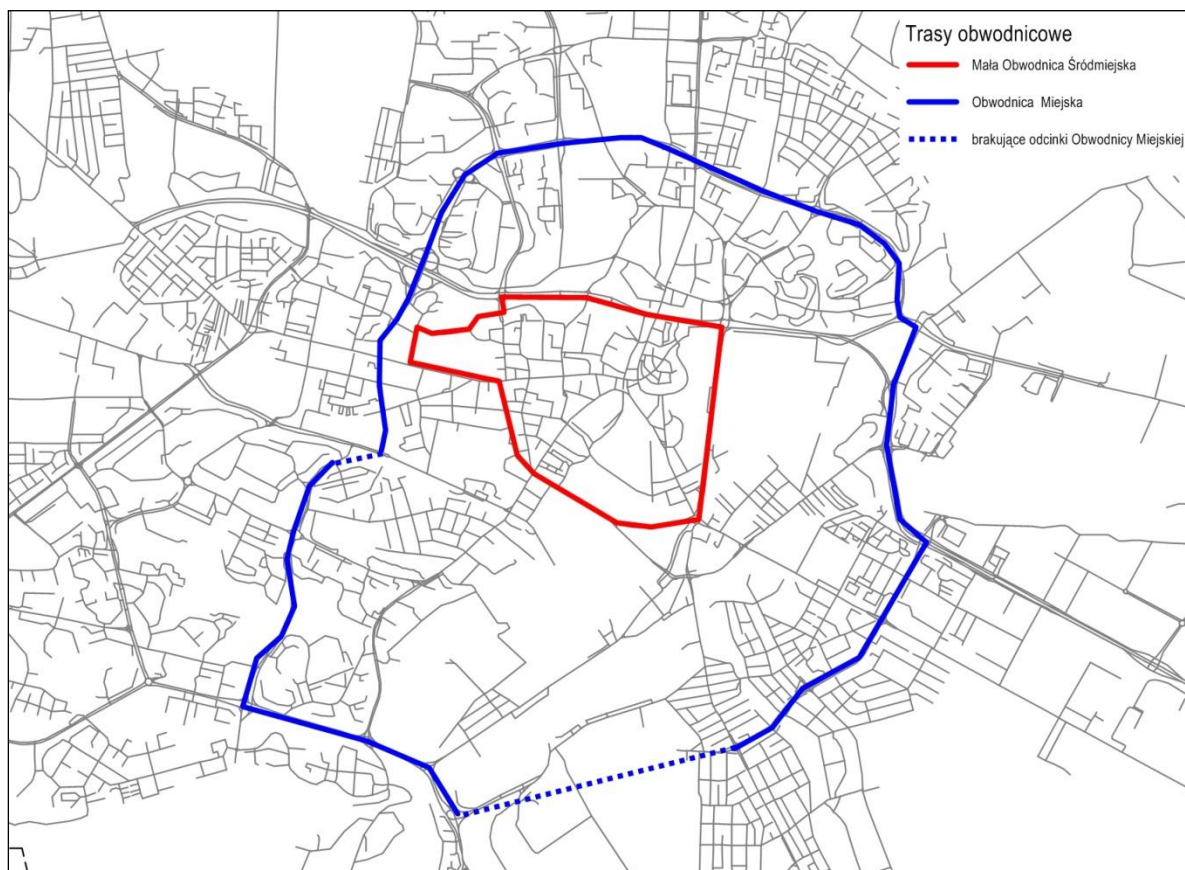 Trasy obwodnicowe
Mała Obwodnica Śródmiejska
Obwodnica Miejska
brakujące odcinki Obwodnicy Miejskiej